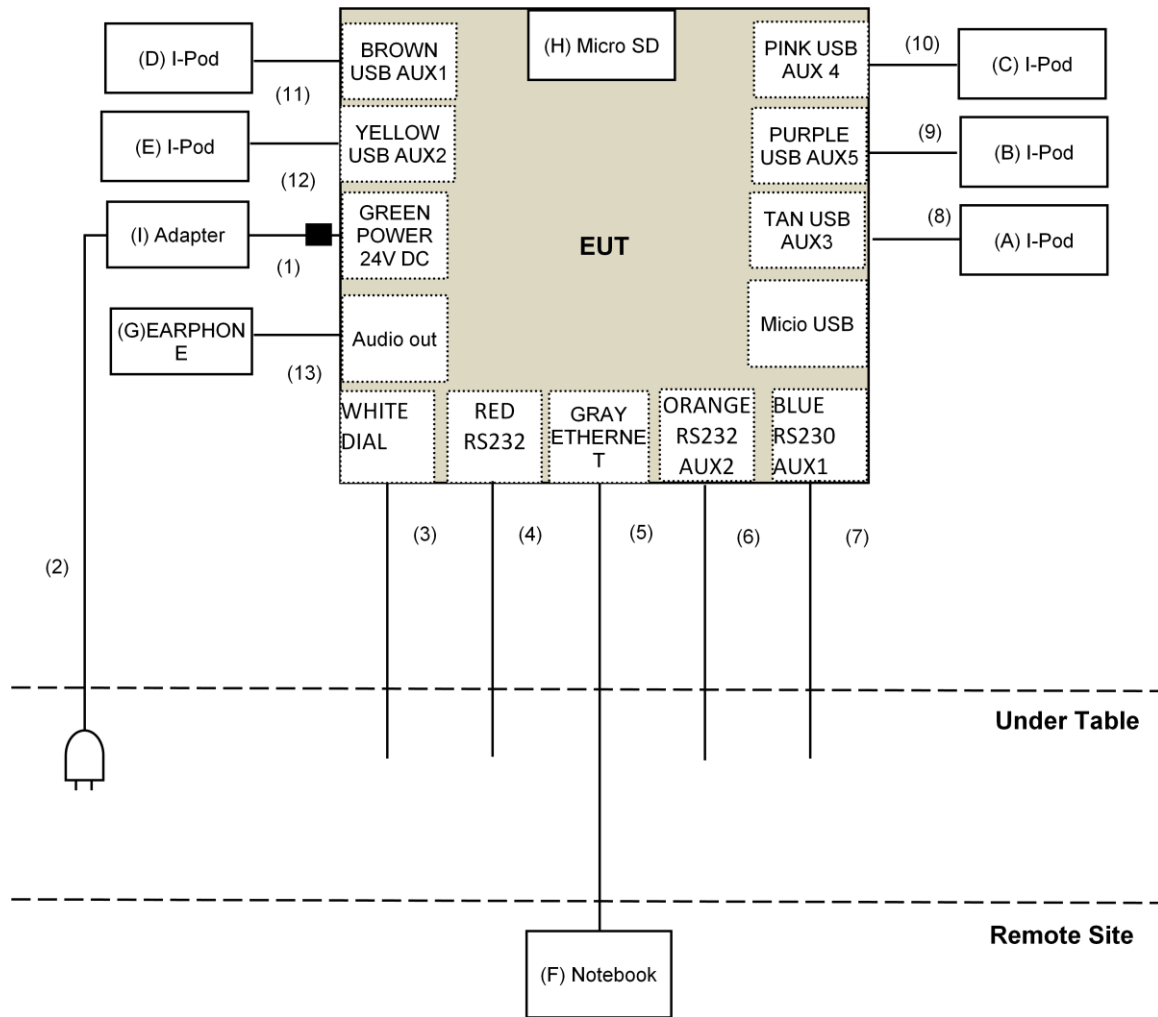 (D) I-Pod
BROWN
USB AUX1
(H) Micro SD
PINK USB
AUX 4
(10)
(C) I-Pod
(11)
(E) I-Pod
YELLOW
USB AUX2
PURPLE
USB AUX5
(9)
(B) I-Pod
(12)
(I) Adapter
(1)
GREEN
POWER
24V DC
EUT
TAN USB
AUX3
(8)
(A) I-Pod
(G)EARPHON
E
(13)
Audio out
Micio USB
WHITE
DIAL
RED
RS232
GRAY
ETHERNE
T
ORANGE
RS232
AUX2
BLUE
RS230
AUX1
(2)
(3)
(4)
(5)
(6)
(7)
Under Table
Remote Site
(F) Notebook